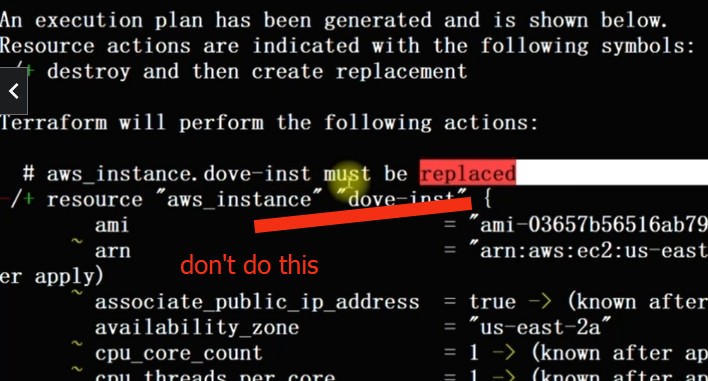 An execution plan has been generated and is shown below.
Resource actions are indicated with the following symbols:
/+ destroy and then create replacement
Terraform will perform the following actions:
# aws_instance.dove-inst must be replaced
-/+ resource "aws_instance" "dove-inst" {
ami = "ami-03657b56516ab79
~ arn = "arn:aws:ec2:us-east
don't do this
er apply)
~ associate_public_ip_address = true -> (known after
availability_zone = "us-east-2a"
~ cpu_core_count = 1 -> (known after ap
~ cpu_threads_per_core = 1 -> (known after ap